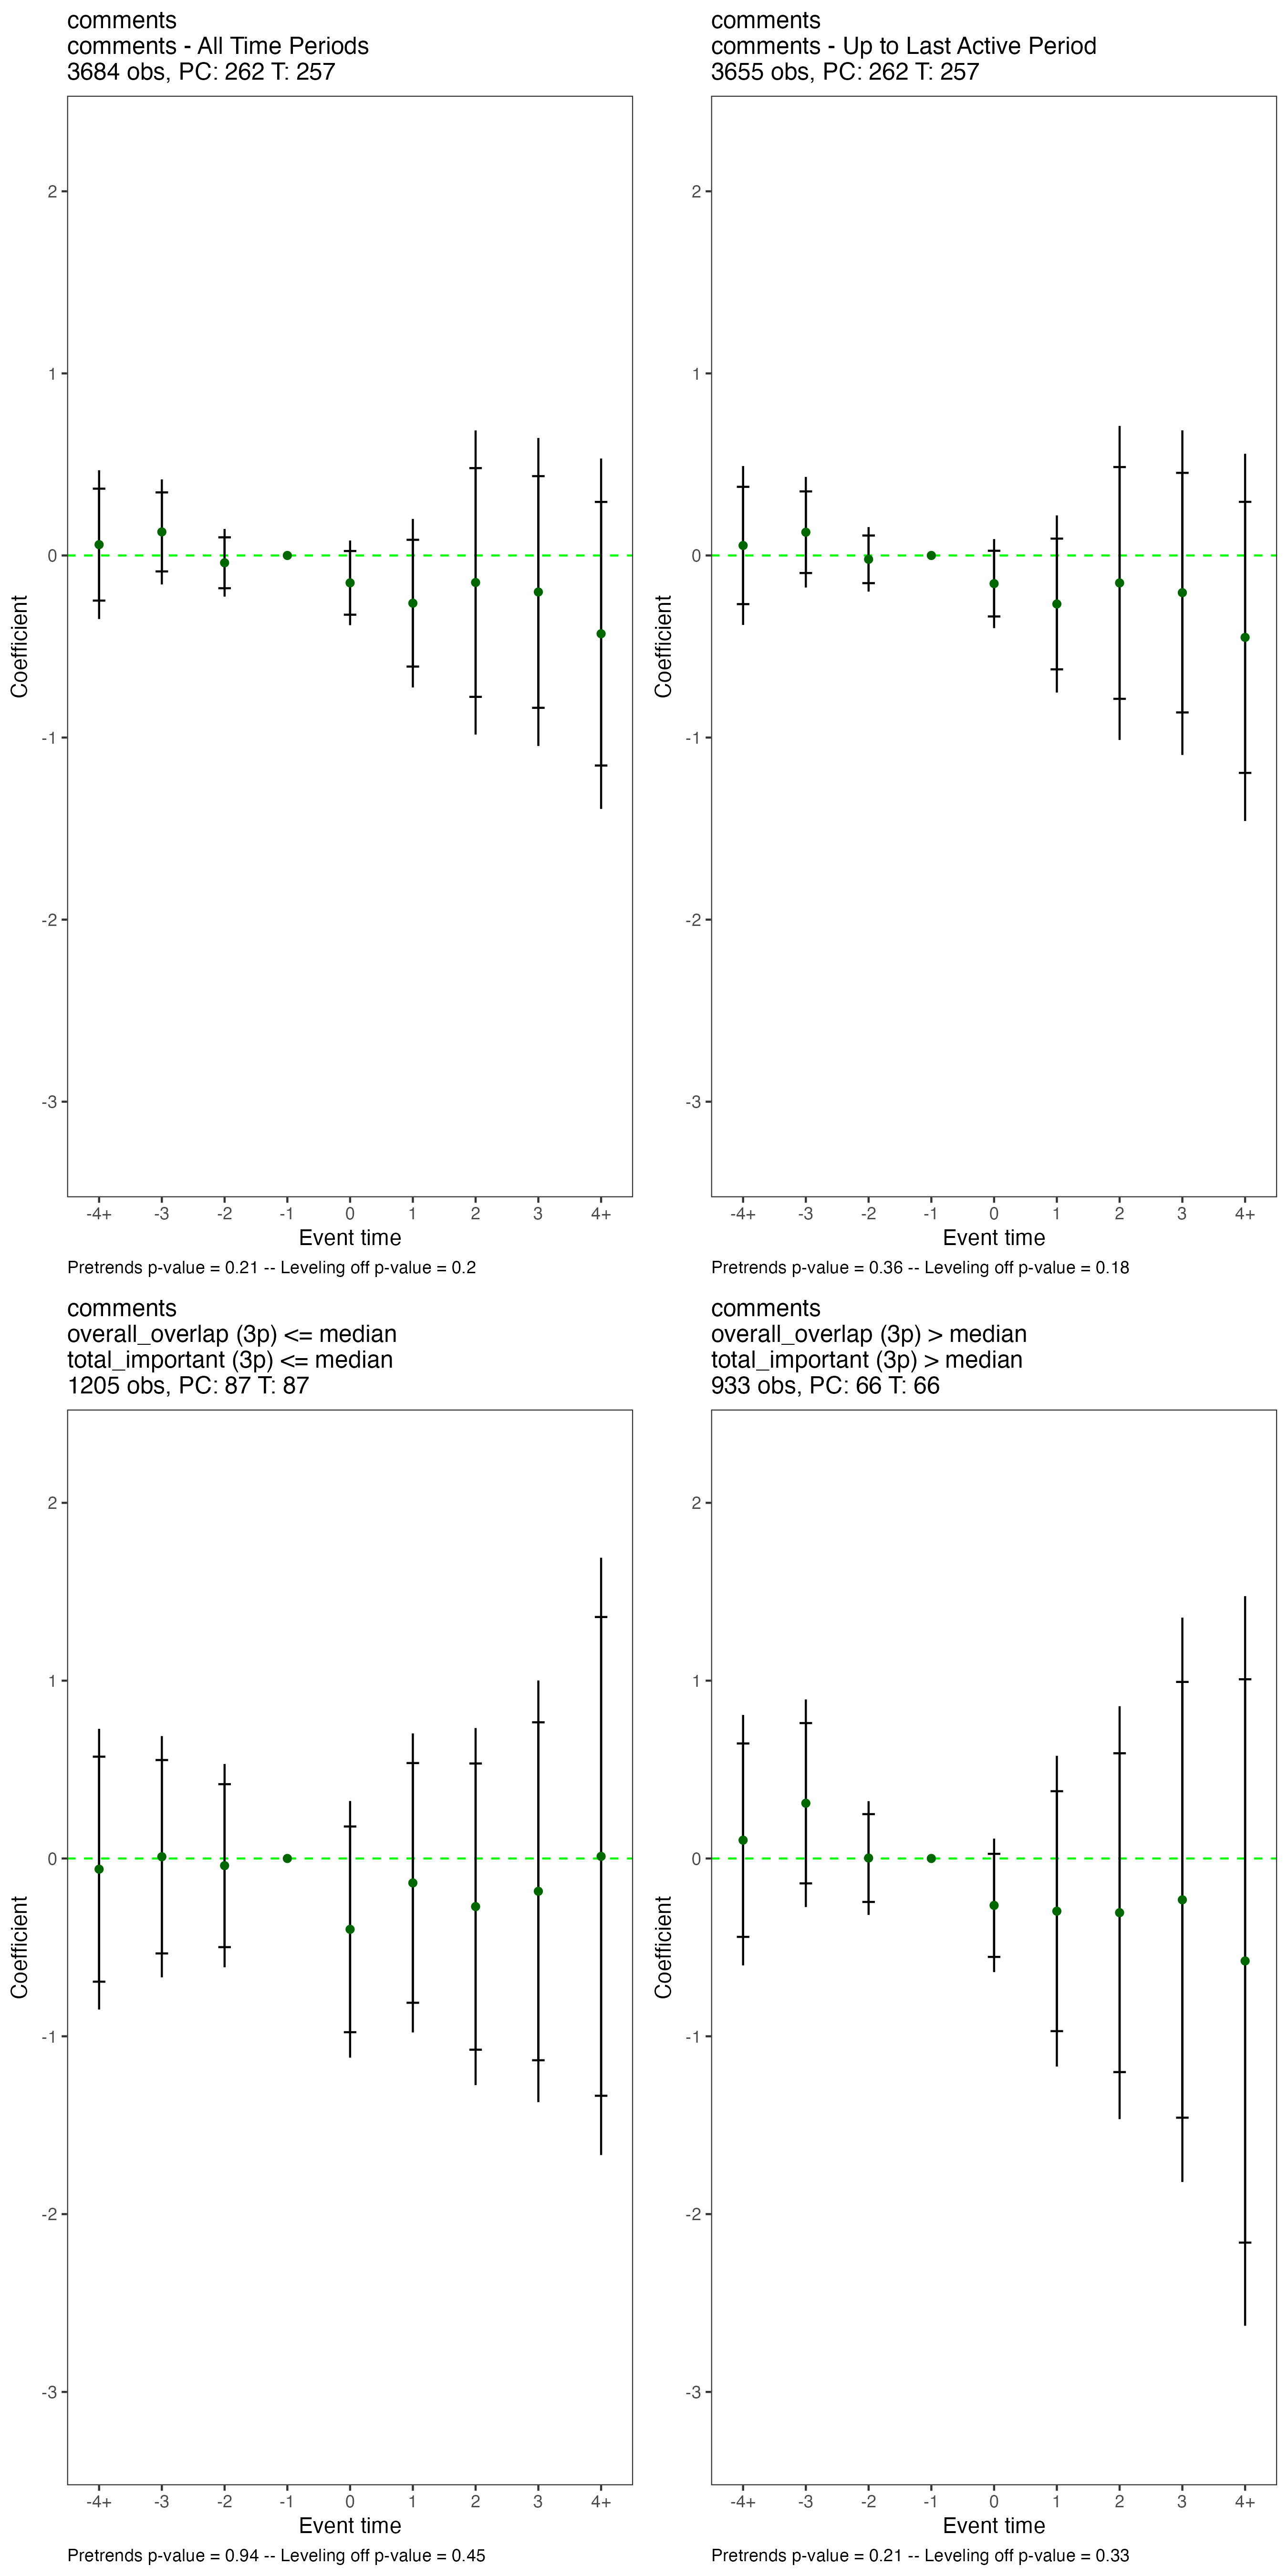 comments
comments - All Time Periods
3684 obs, PC: 262 T: 257
2
1
0
-1
-2
-3
Coefficient
-4+ -3 -2 -1 0 1 2 3 4+
Event time
Pretrends p-value = 0.21 -- Leveling off p-value = 0.2
comments
comments - Up to Last Active Period
3655 obs, PC: 262 T: 257
2
1
0
-1
-2
-3
Coefficient
-4+ -3 -2 -1 0 1 2 3 4+
Event time
Pretrends p-value = 0.36 -- Leveling off p-value = 0.18
comments
overall_overlap (3p) <= median
total_important (3p) <= median
1205 obs, PC: 87 T: 87
2
1
0
-1
-2
-3
Coefficient
-4+ -3 -2 -1 0 1 2 3 4+
Event time
Pretrends p-value = 0.94 -- Leveling off p-value = 0.45
comments
overall_overlap (3p) > median
total_important (3p) > median
933 obs, PC: 66 T: 66
2
1
0
-1
-2
-3
Coefficient
-4+ -3 -2 -1 0 1 2 3 4+
Event time
Pretrends p-value = 0.21 -- Leveling off p-value = 0.33